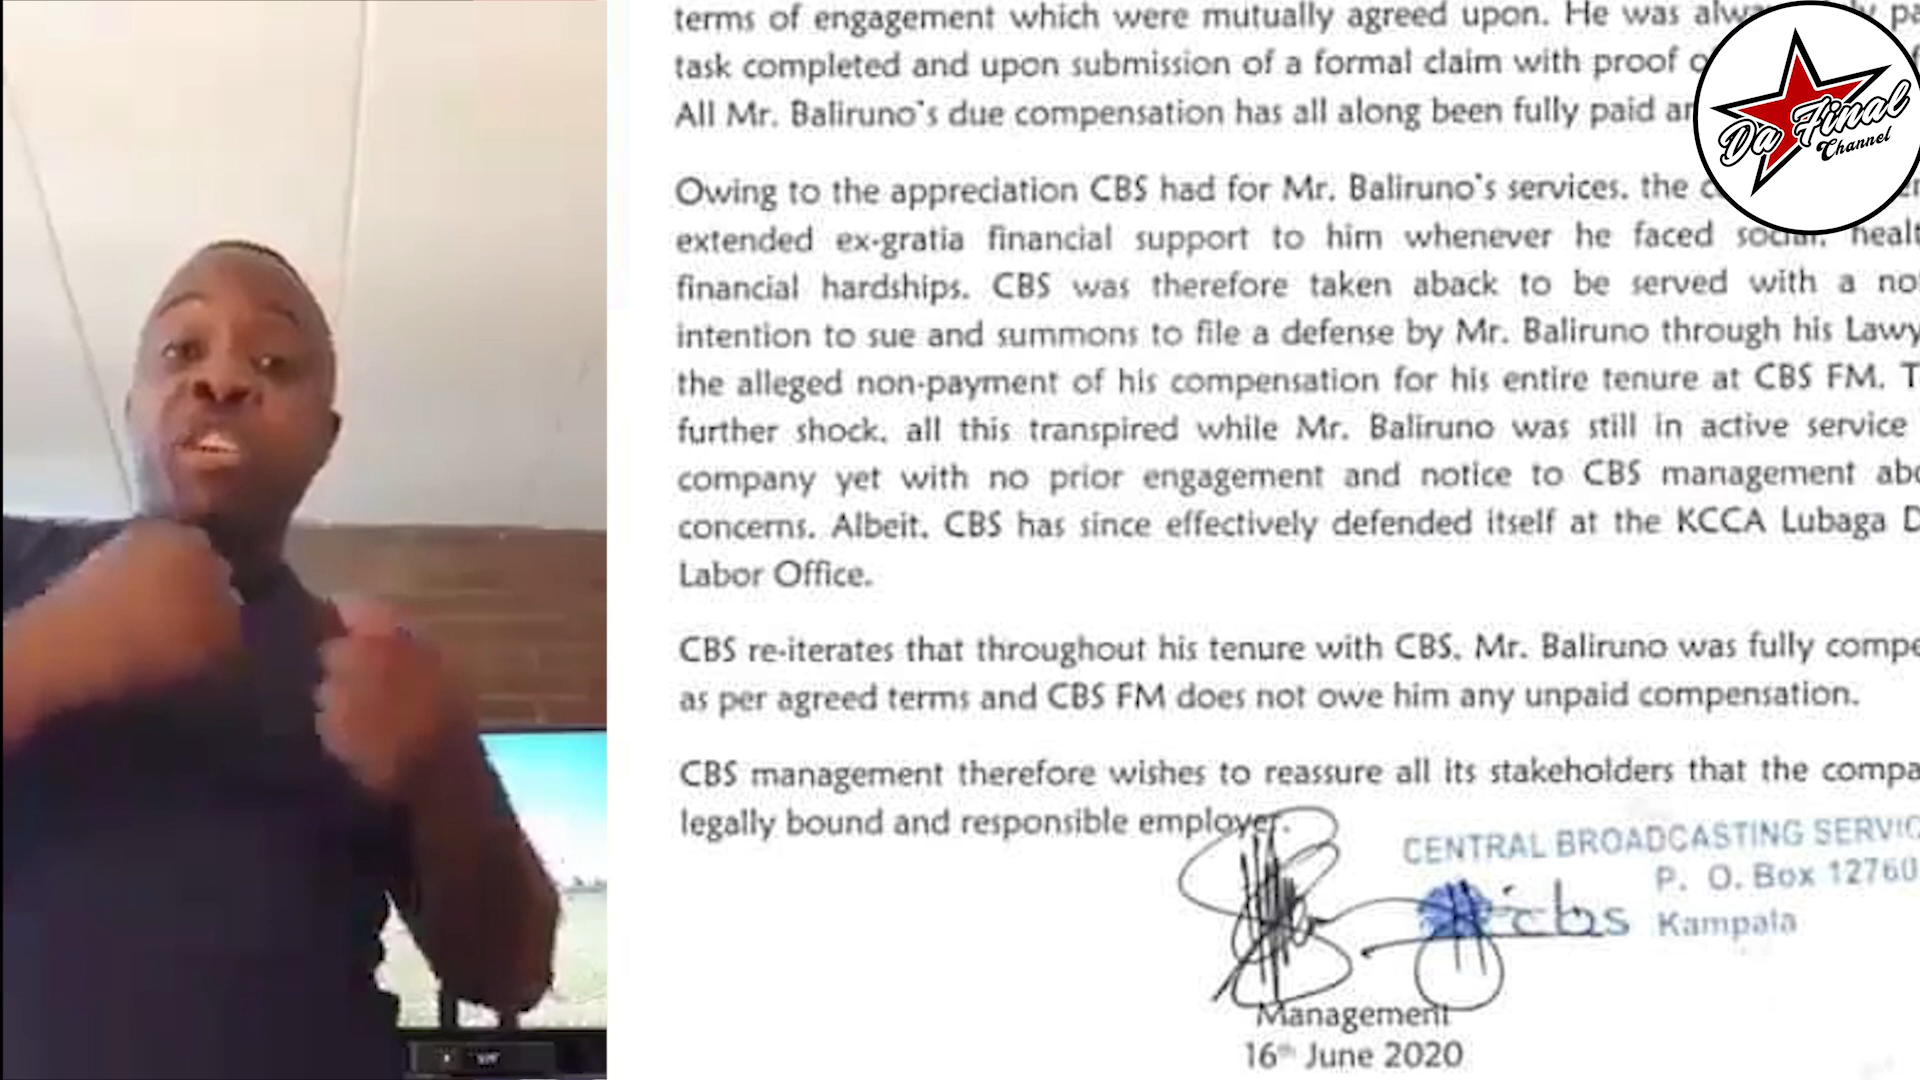 terms of engagement which were mutually agreed upon. He was
task completed and upon submission of a formal claim with proof
All Mr. Baliruno's due compensation has all along been fully paid
Owing to the appreciation CBS had for Mr. Baliruno's services, the
extended ex-gratia financial support to him whenever he faced social,
financial hardships. CBS was therefore taken aback to be served with a
intention to sue and summons to file a defense by Mr. Baliruno through his
the alleged non-payment of his compensation for his entire tenure at CBS FM.
further shock, all this transpired while Mr. Baliruno was still in active service
company yet with no prior engagement and notice to CBS management
concerns. Albeit, CBS has since effectively defended itself at the KCCA Lubaga
Labor Office.
CBS re-iterates that throughout his tenure with CBS, Mr. Baliruno was fully
as per agreed terms and CBS FM does not owe him any unpaid compensation.
CBS management therefore wishes to reassure all its stakeholders that the
legally bound and responsible employer.
CENTRAL BROADCASTING
P. O. Box 12760
cbs Kampala
Management
16th June 2020
Da Final
Channel